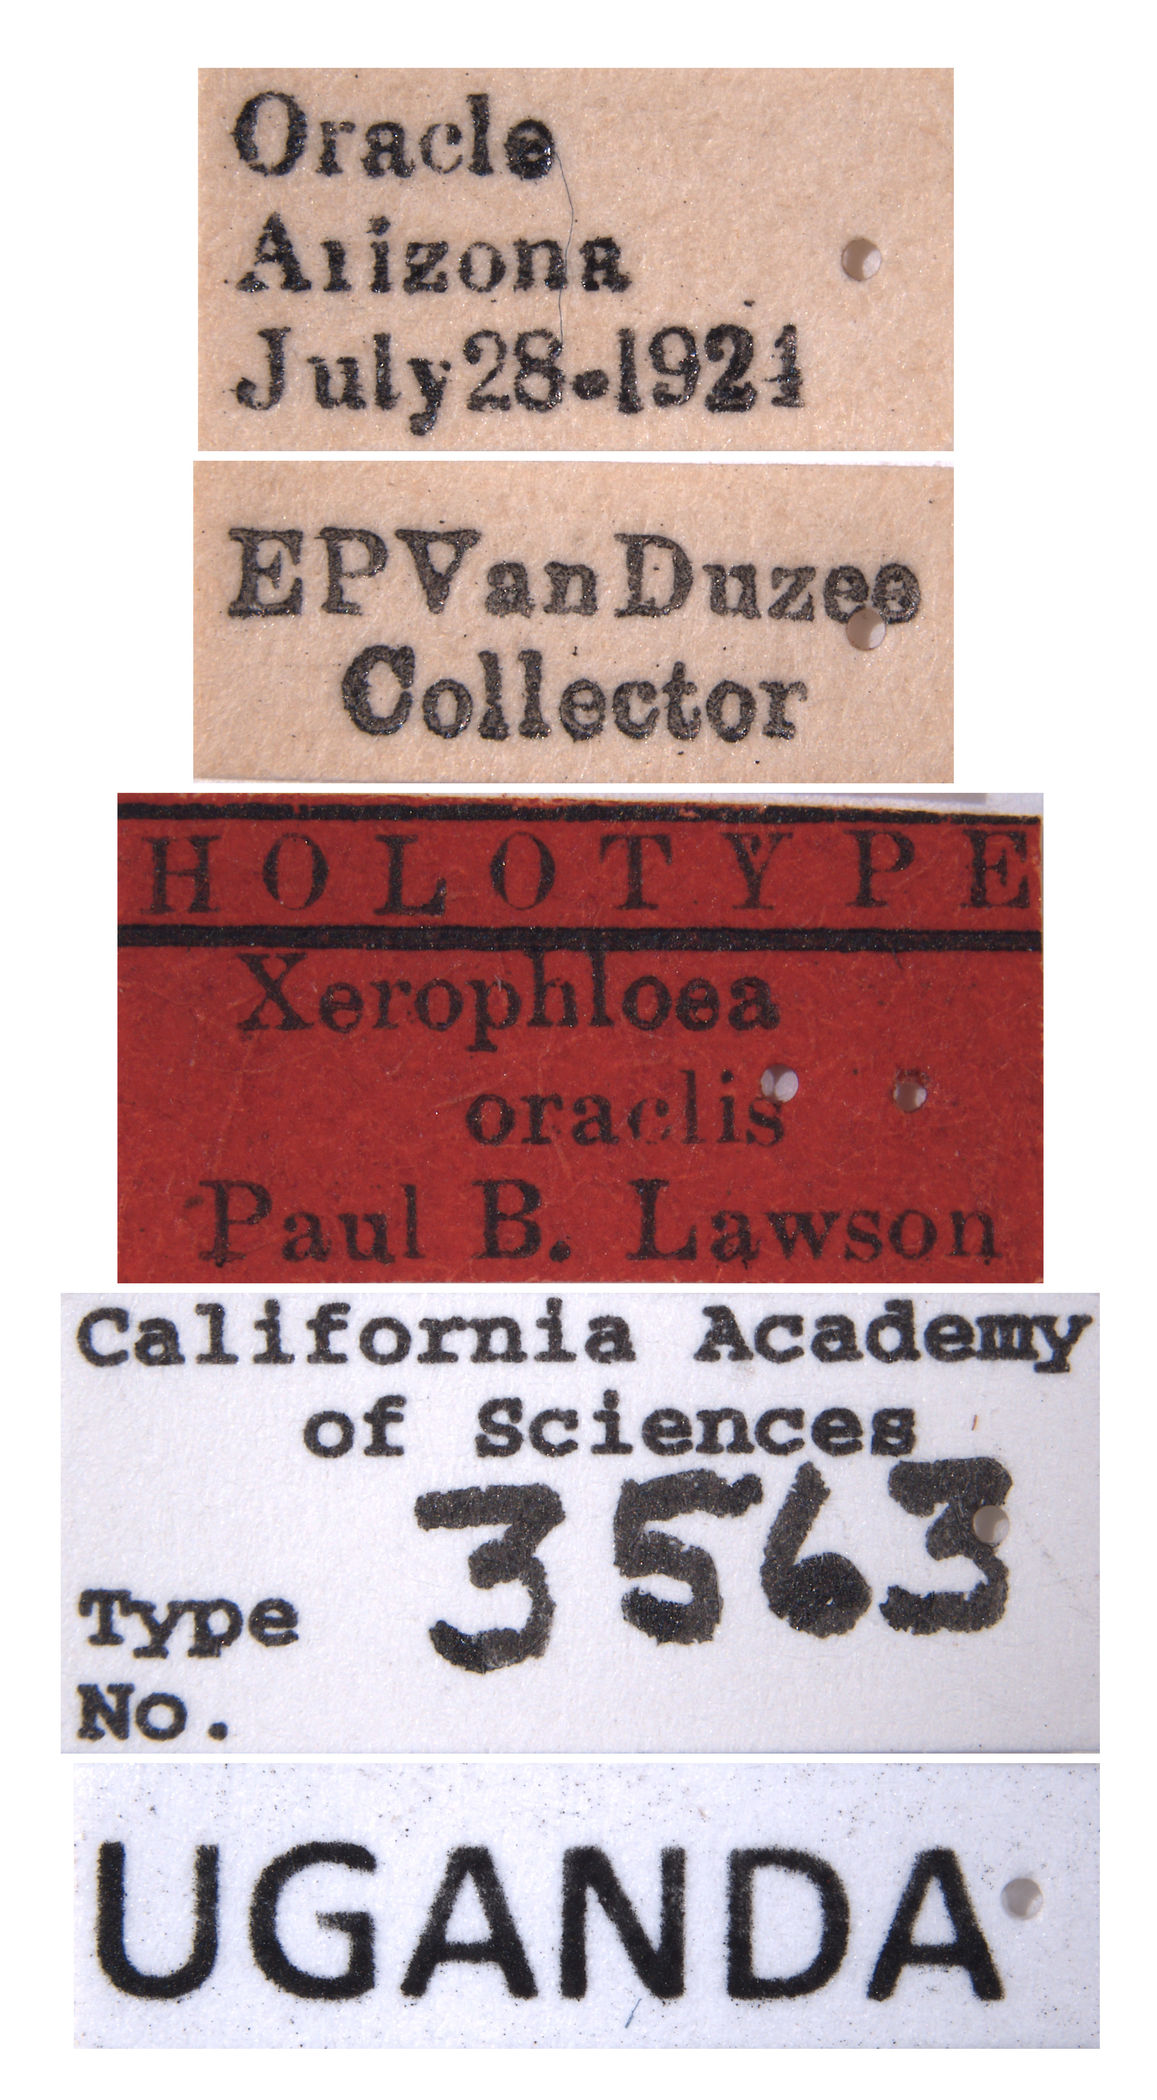 Oracle
Arizona
July 28•1924
EPVanDuzee
Collector
HOLOTYPE
Xerophloea
oraclis
Paul B. Lawson
California Academy
of Sciences
3563
Type
No.
UGANDA